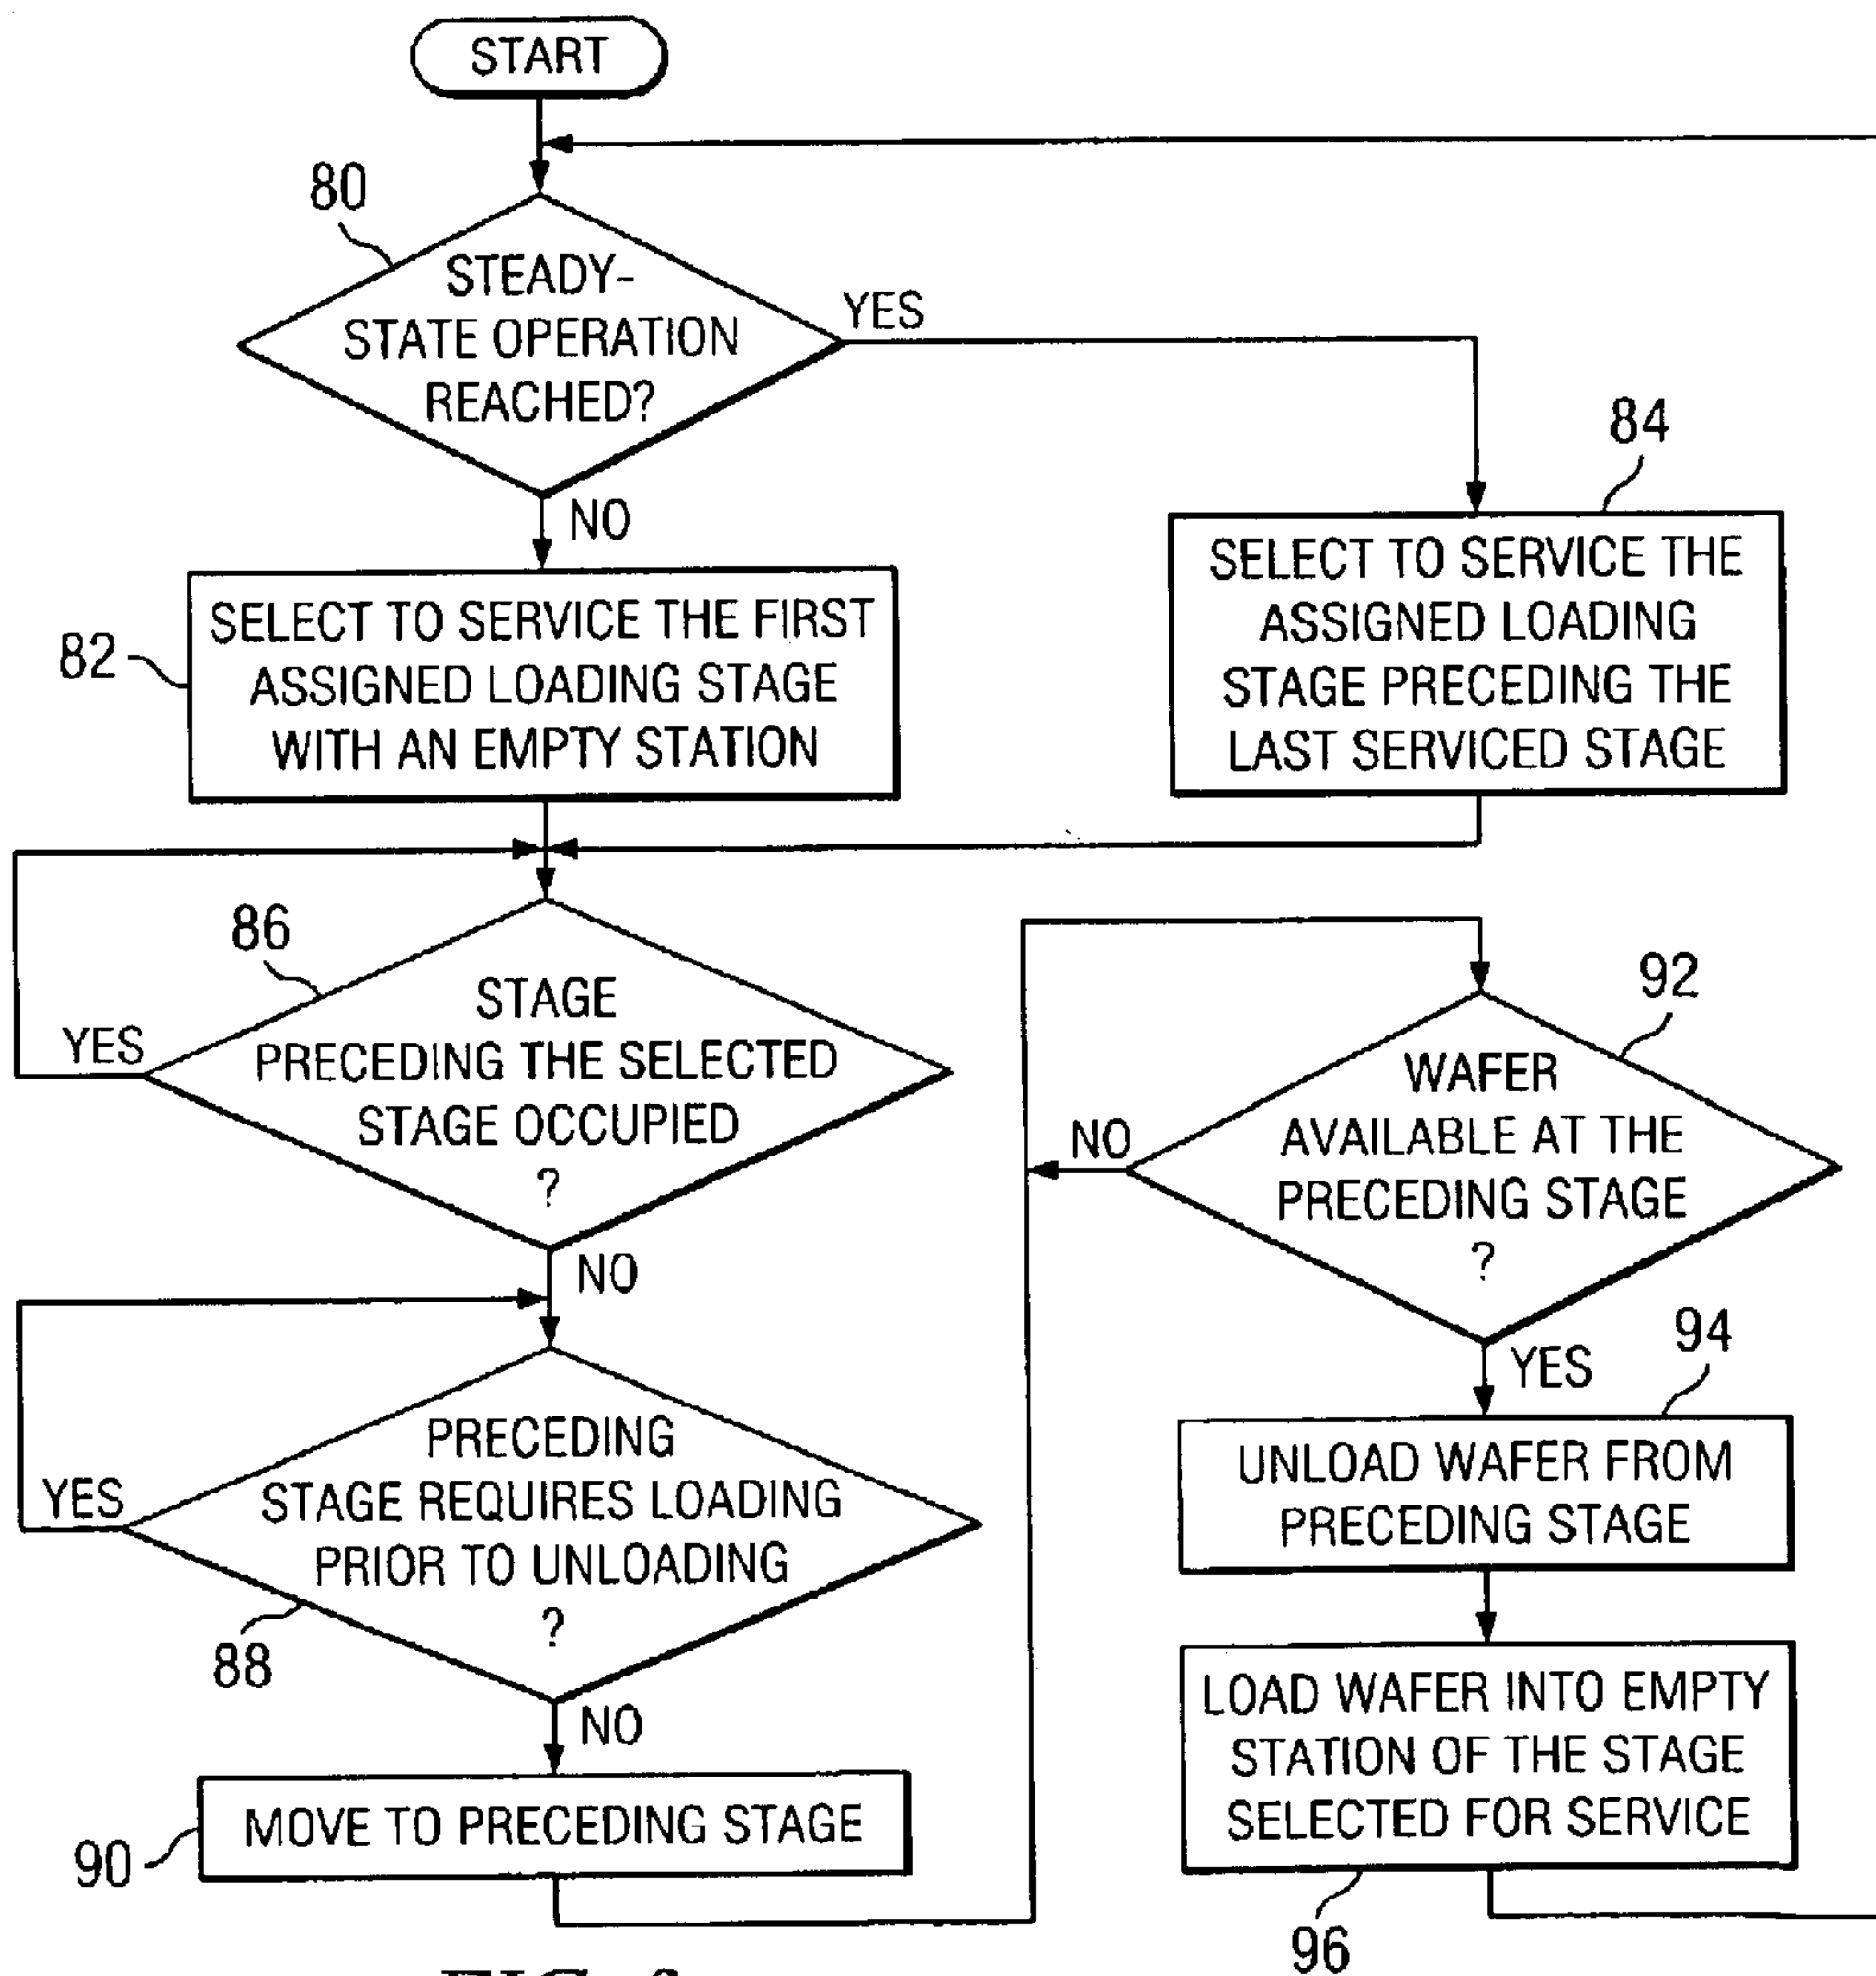 START
80
STEADY-
STATE OPERATION
REACHED?
YES
NO
84
SELECT TO SERVICE THE
ASSIGNED LOADING
STAGE PRECEDING THE
LAST SERVICED STAGE
82
SELECT TO SERVICE THE FIRST
ASSIGNED LOADING STAGE
WITH AN EMPTY STATION
86
STAGE
PRECEDING THE SELECTED
STAGE OCCUPIED
?
YES
NO
88
PRECEDING
STAGE REQUIRES LOADING
PRIOR TO UNLOADING
?
YES
NO
90
MOVE TO PRECEDING STAGE
92
WAFER
AVAILABLE AT THE
PRECEDING STAGE
?
NO
YES
94
UNLOAD WAFER FROM
PRECEDING STAGE
LOAD WAFER INTO EMPTY
STATION OF THE STAGE
SELECTED FOR SERVICE
96